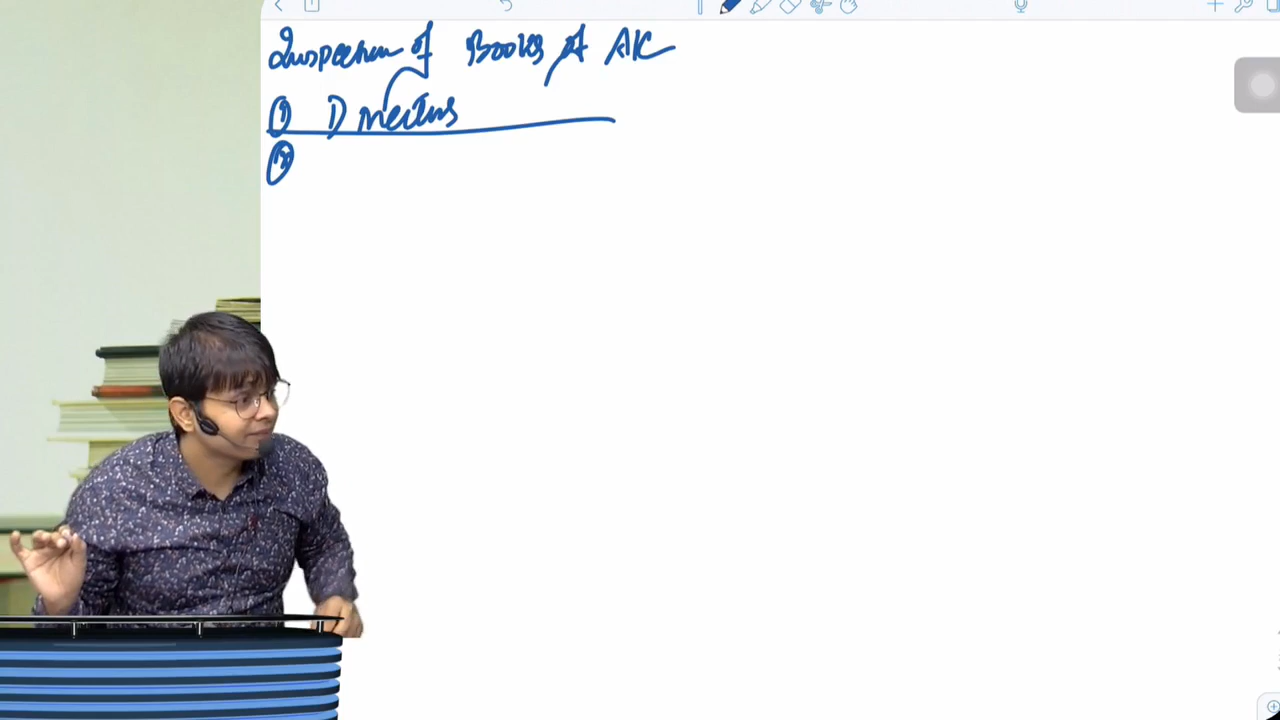 Inspection of Books of A/C
① Directors
②